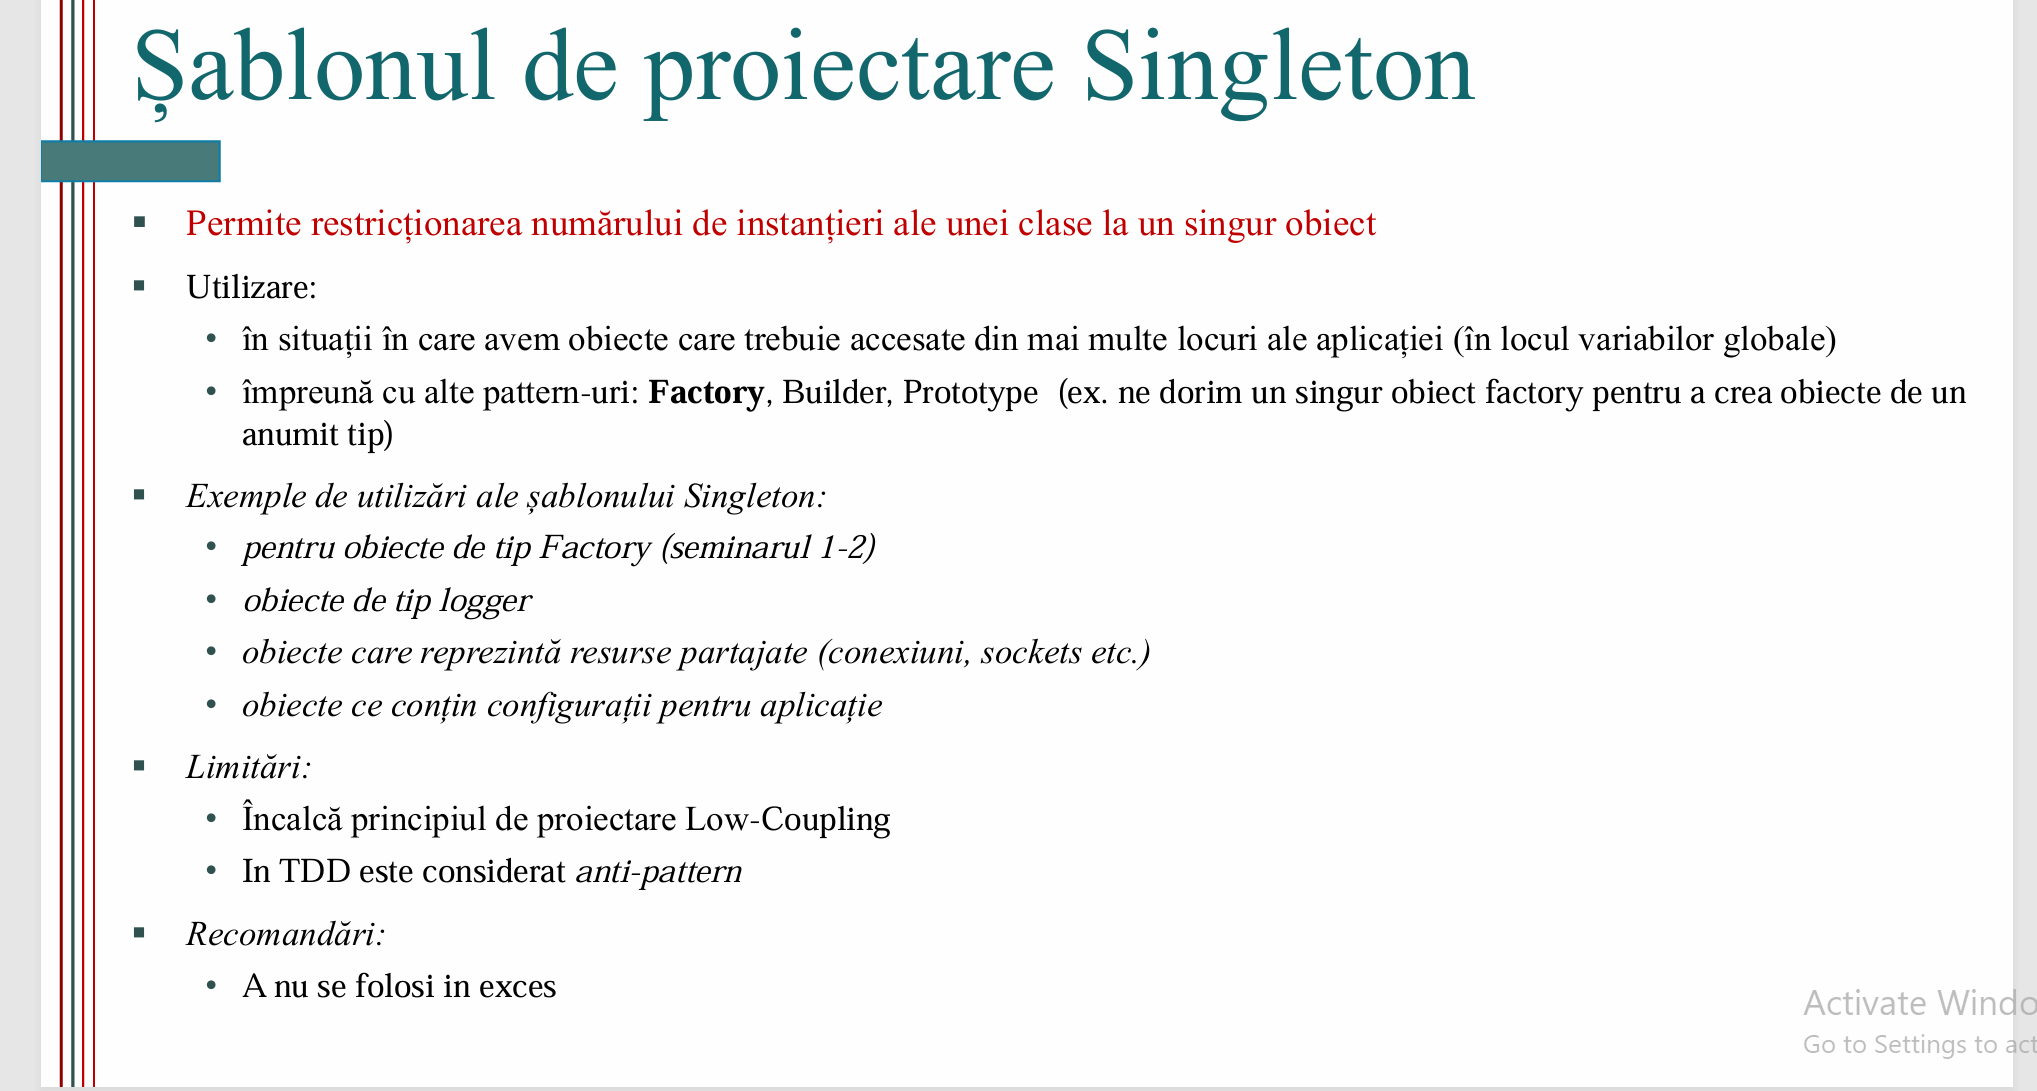 Șablonul de proiectare Singleton
▪ Permite restricționarea numărului de instanțieri ale unei clase la un singur obiect
▪ Utilizare:
• în situații în care avem obiecte care trebuie accesate din mai multe locuri ale aplicației (în locul variabilor globale)
• împreună cu alte pattern-uri: Factory, Builder, Prototype (ex. ne dorim un singur obiect factory pentru a crea obiecte de un
anumit tip)
▪ Exemple de utilizări ale șablonului Singleton:
• pentru obiecte de tip Factory (seminarul 1-2)
• obiecte de tip logger
• obiecte care reprezintă resurse partajate (conexiuni, sockets etc.)
• obiecte ce conțin configurații pentru aplicație
▪ Limitări:
• Încalcă principiul de proiectare Low-Coupling
• In TDD este considerat anti-pattern
▪ Recomandări:
• A nu se folosi in exces
Activate Windo
Go to Settings to act